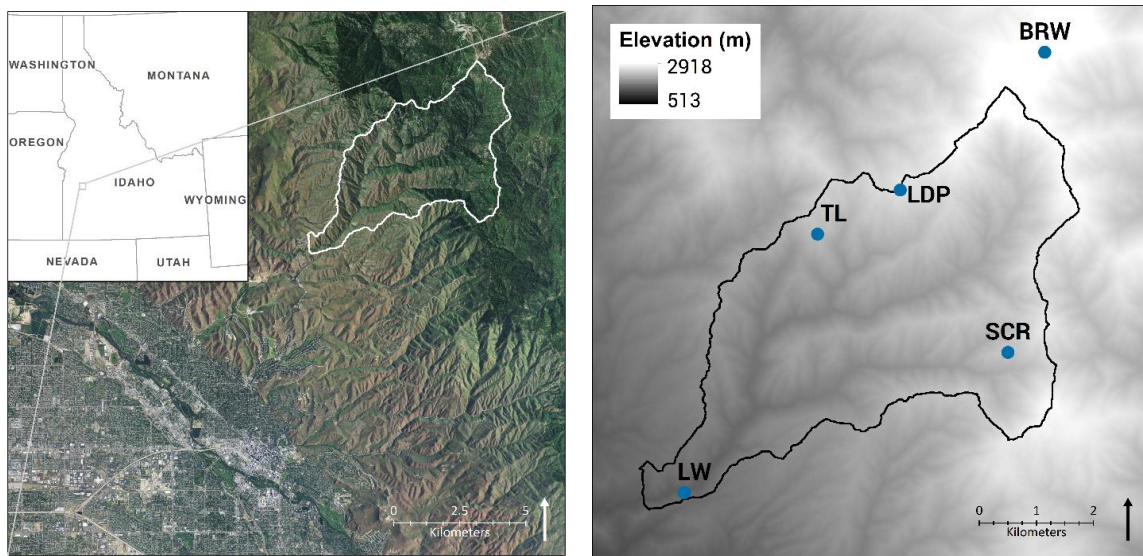 WASHINGTON
MONTANA
OREGON
IDAHO
WYOMING
NEVADA
UTAH
0 2.5 5
Kilometers
Elevation (m)
2918
513
BRW
LDP
TL
SCR
LW
0 1 2
Kilometers